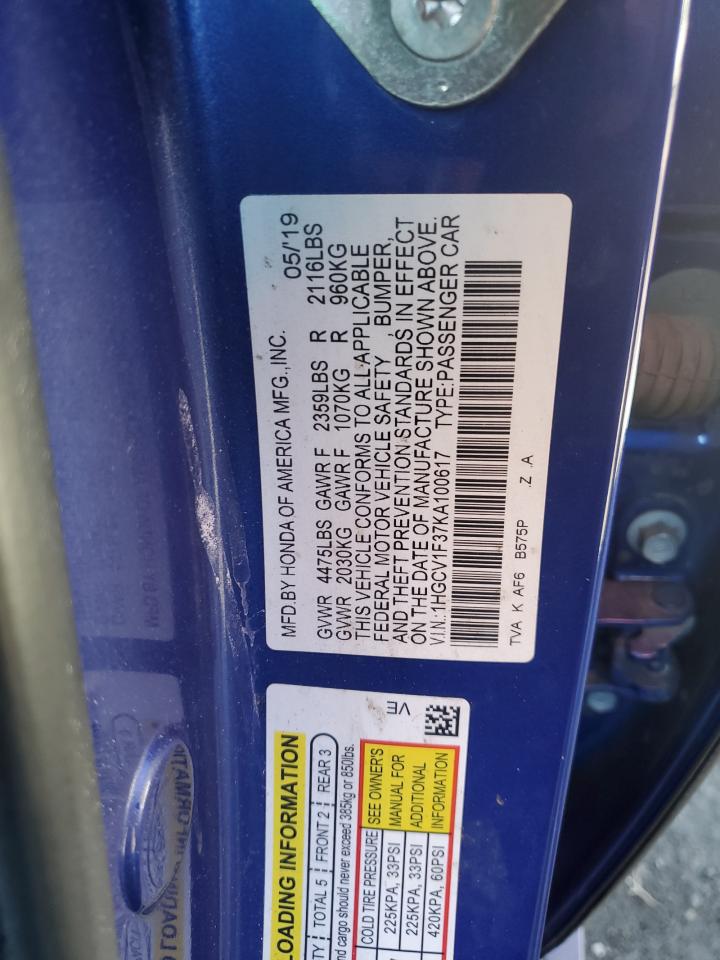 MFD.BY HONDA OF AMERICA MFG.,INC. 05/'19
GVWR 4475LBS GAWR F 2359LBS R 2116LBS
GVWR 2030KG GAWR F 1070KG R 960KG
THIS VEHICLE CONFORMS TO ALL APPLICABLE
FEDERAL MOTOR VEHICLE SAFETY , BUMPER,
AND THEFT PREVENTION STANDARDS IN EFFECT
ON THE DATE OF MANUFACTURE SHOWN ABOVE.
V.I.N.:1HGCV1F37KA100617 TYPE:PASSENGER CAR
TVA K AF6 B575P .Z .A
LOADING INFORMATION VE
TOTAL 5 FRONT 2 REAR 3
cargo should never exceed 385kg or 850lbs.
COLD TIRE PRESSURE SEE OWNER'S
225KPA, 33PSI MANUAL FOR
225KPA, 33PSI ADDITIONAL
420KPA, 60PSI INFORMATION